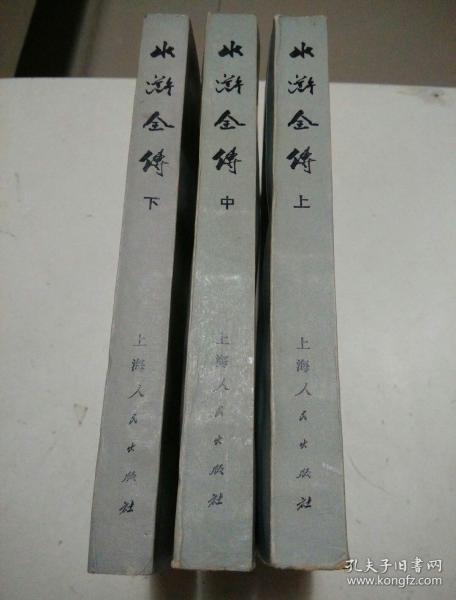 水滸全傳
上
上海人民出版社
水滸全傳
中
上海人民出版社
水滸全傳
下
上海人民出版社
孔夫子旧书网
www.kongfz.com